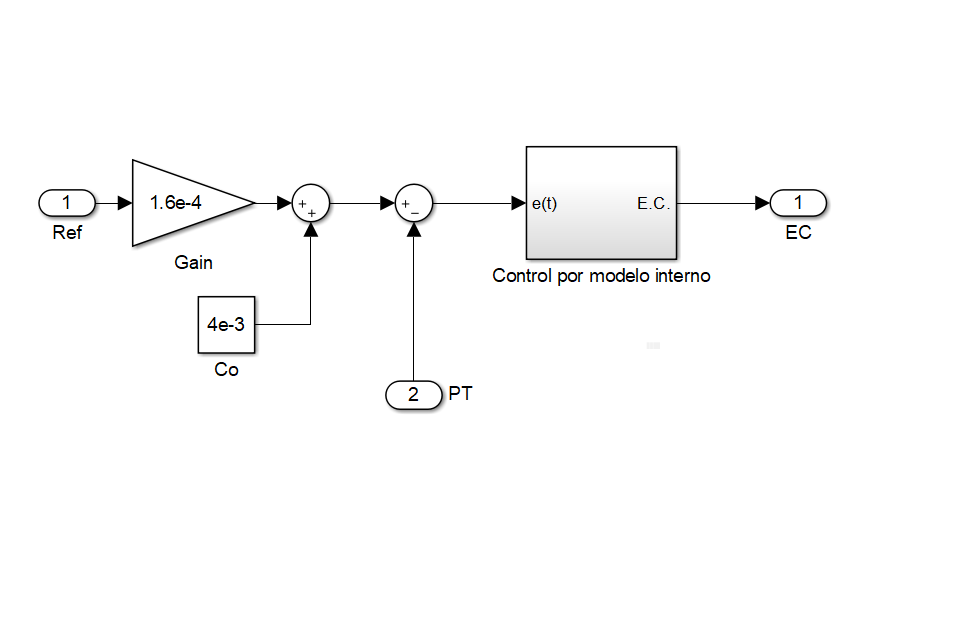 1
Ref
1.6e-4
Gain
+
+
4e-3
Co
+
−
2
PT
e(t)
E.C.
Control por modelo interno
1
EC